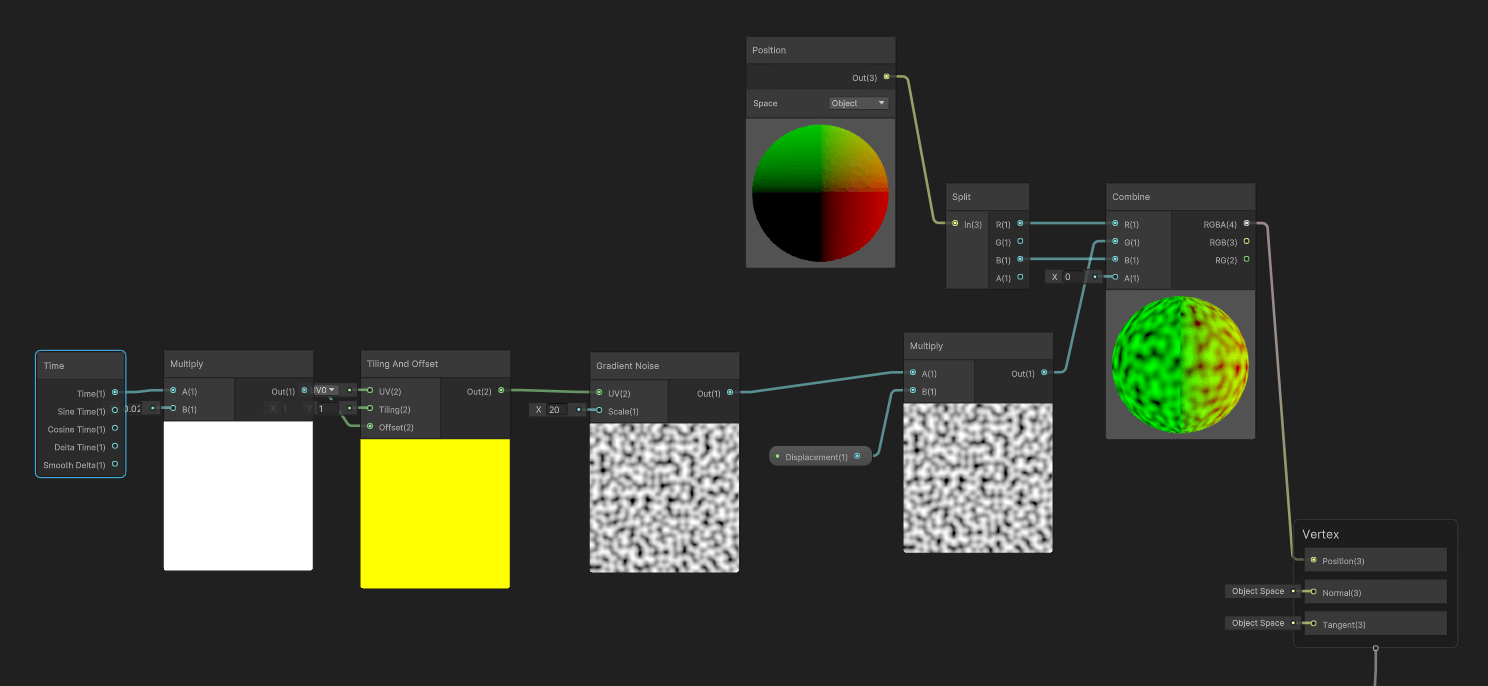 Position
Out(3)
Space
Object
Split
In(3)
R(1)
G(1)
B(1)
A(1)
Combine
R(1)
RGBA(4)
G(1)
RGB(3)
B(1)
RG(2)
X 0
A(1)
Time
Time(1)
Sine Time(1)
Cosine Time(1)
Delta Time(1)
Smooth Delta(1)
Multiply
A(1)
Out(1)
B(1)
Tiling And Offset
UV(2)
Out(2)
X 1
Y 1
Tiling(2)
Offset(2)
Gradient Noise
UV(2)
Out(1)
X 20
Scale(1)
Displacement(1)
Multiply
A(1)
Out(1)
B(1)
Vertex
Position(3)
Object Space
Normal(3)
Object Space
Tangent(3)